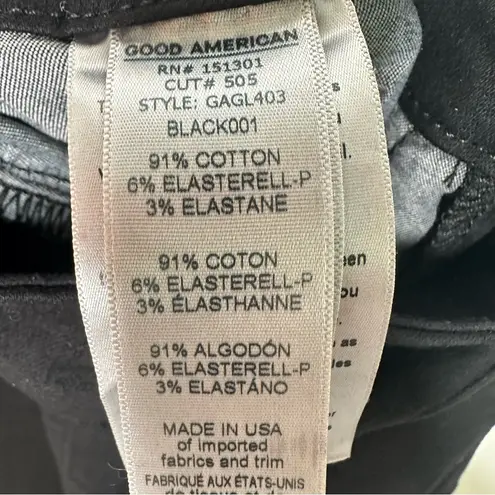 GOOD AMERICAN
RN# 151301
CUT# 505
STYLE: GAGL403
BLACK001
91% COTTON
6% ELASTERELL-P
3% ELASTANE
91% COTON
6% ELASTERELL-P
3% ÉLASTHANNE
91% ALGODÓN
6% ELASTERELL-P
3% ELASTÁNO
MADE IN USA
of imported
fabrics and trim
FABRIQUÉ AUX ÉTATS-UNIS